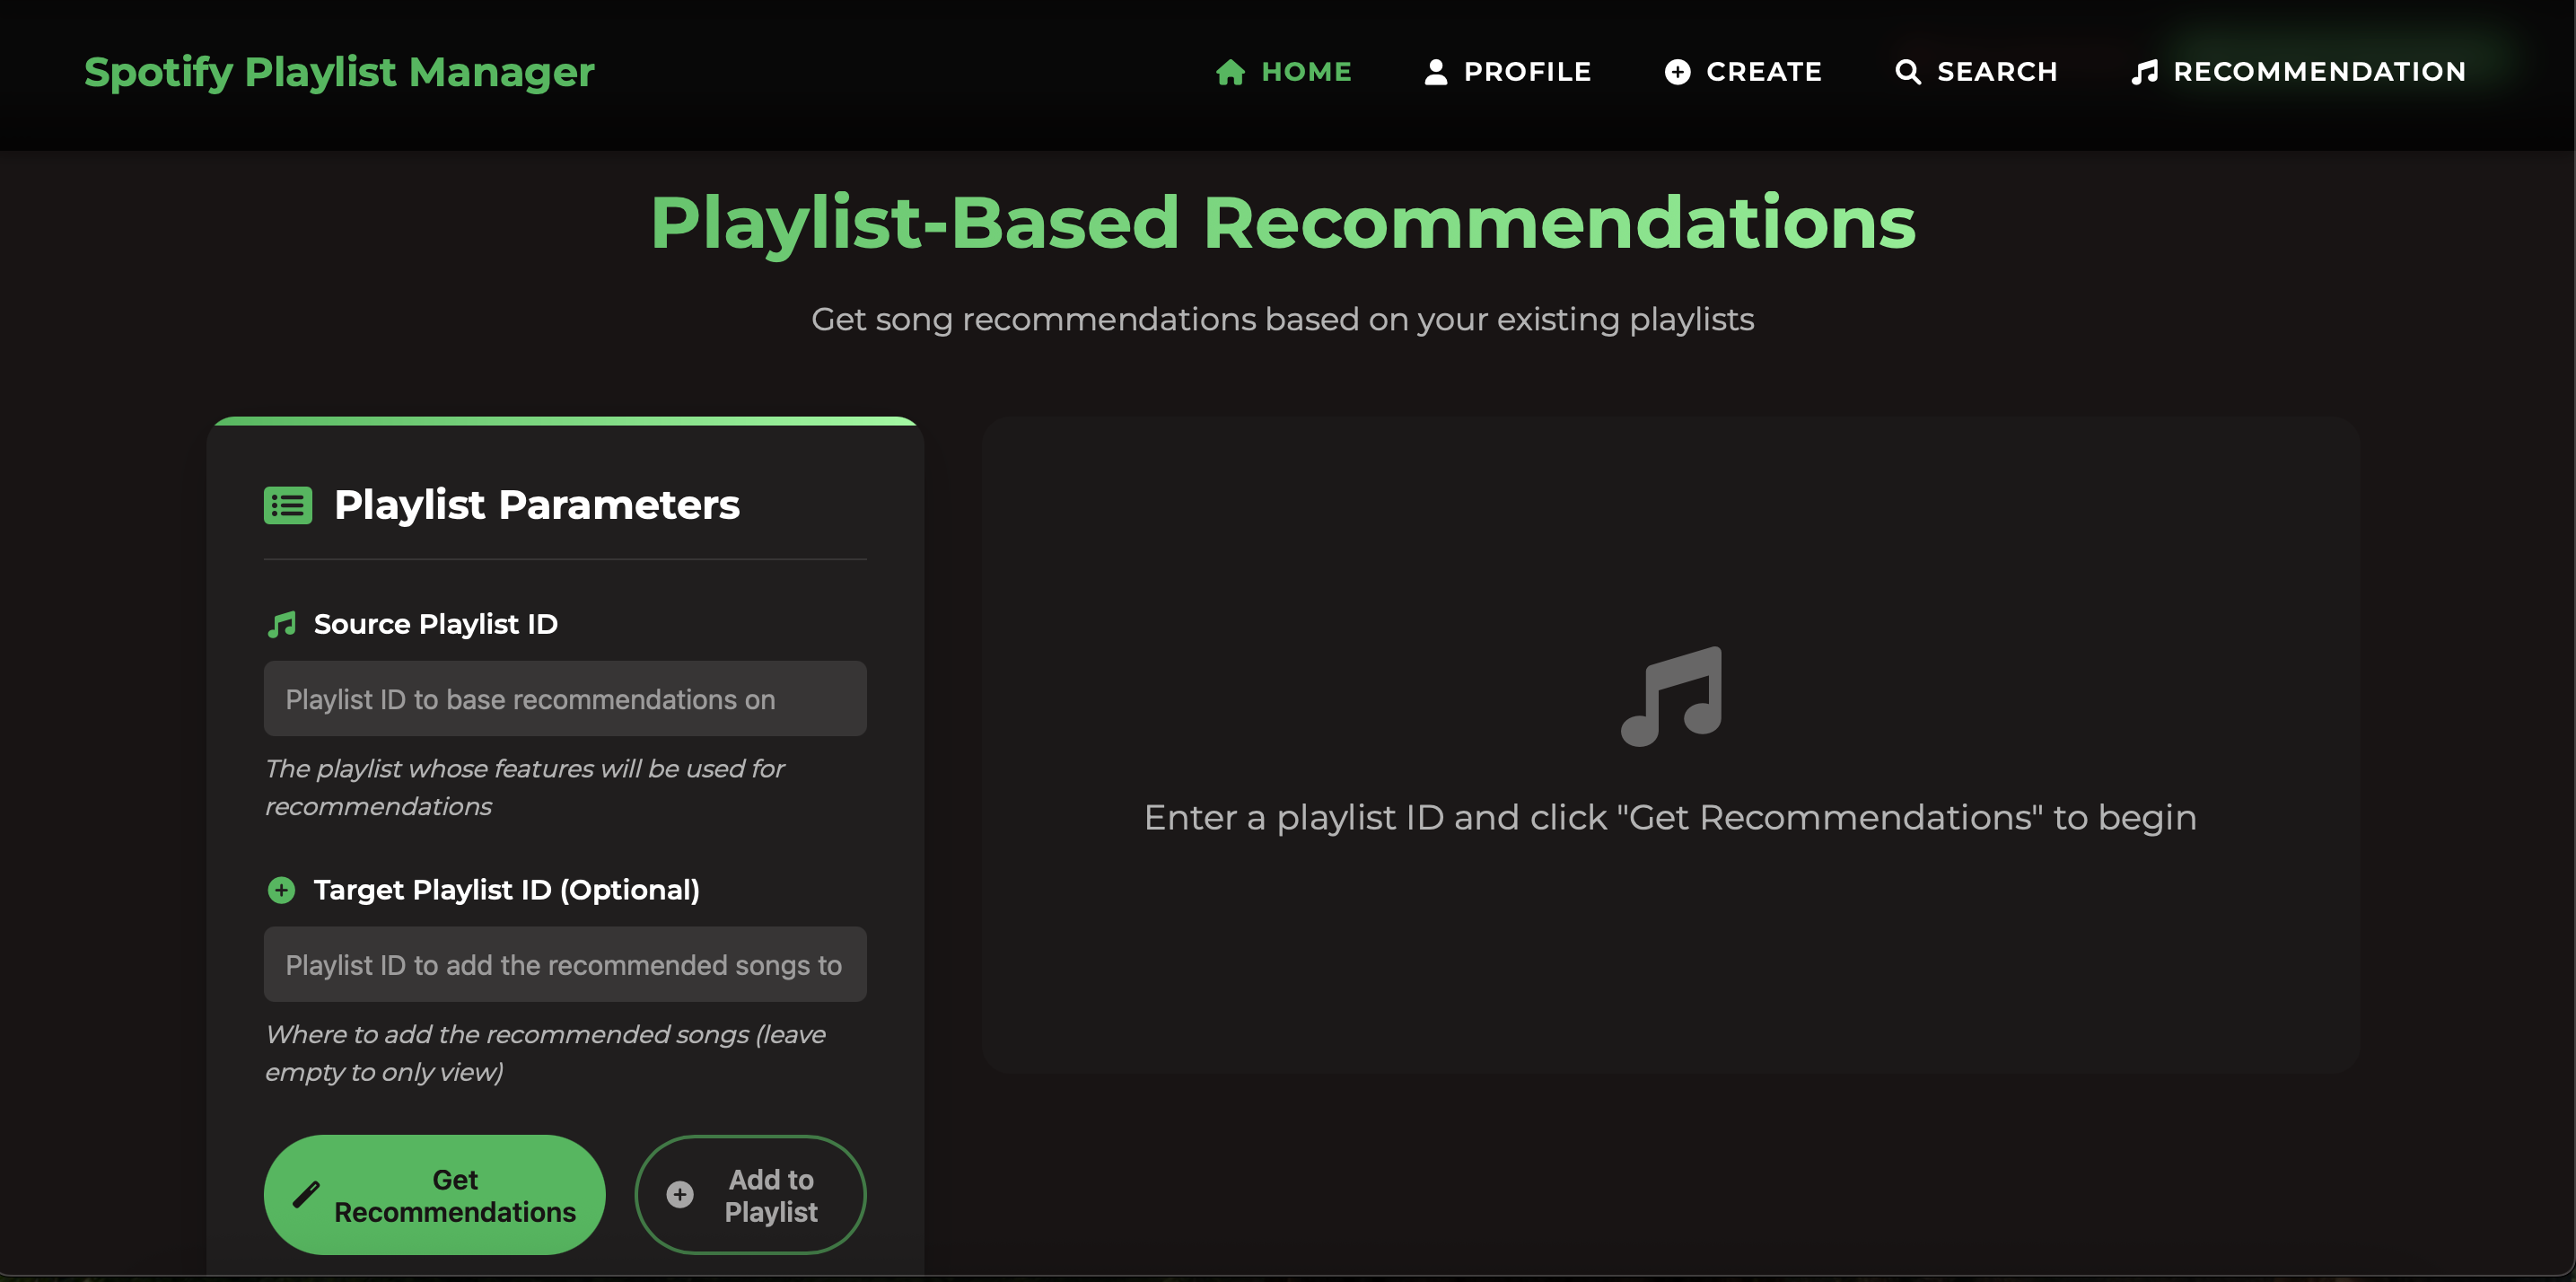 Spotify Playlist Manager
HOME
PROFILE
CREATE
SEARCH
RECOMMENDATION
Playlist-Based Recommendations
Get song recommendations based on your existing playlists
Playlist Parameters
Source Playlist ID
Playlist ID to base recommendations on
The playlist whose features will be used for
recommendations
Target Playlist ID (Optional)
Playlist ID to add the recommended songs to
Where to add the recommended songs (leave
empty to only view)
Get
Recommendations
Add to
Playlist
Enter a playlist ID and click "Get Recommendations" to begin